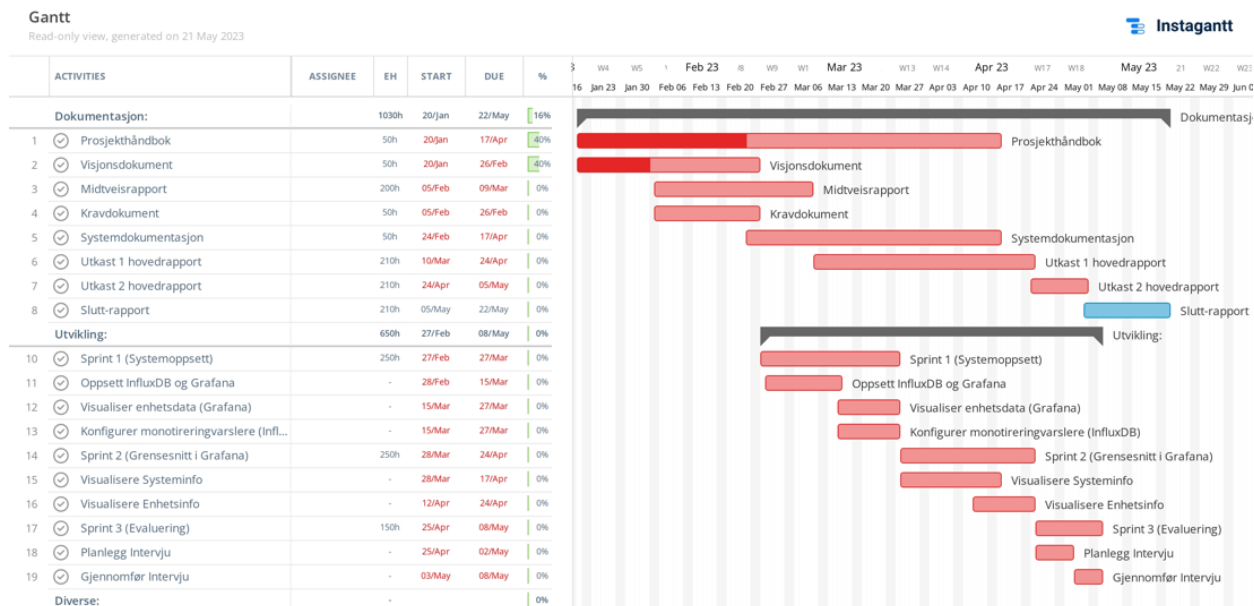 Gantt
Read-only view, generated on 21 May 2023
Instagantt
ACTIVITIES ASSIGNEE EH START DUE %
W4 W5 Feb 23 W9 W1 Mar 23 W13 W14 Apr 23 W17 W18 May 23 21 W22 W23
16 Jan 23 Jan 30 Feb 06 Feb 13 Feb 20 Feb 27 Mar 06 Mar 13 Mar 20 Mar 27 Apr 03 Apr 10 Apr 17 Apr 24 May 01 May 08 May 15 May 22 May 29 Jun 0
Dokumentasjon: 1030h 20/Jan 22/May 16% Dokumentasj
1 Prosjekthåndbok 50h 20/Jan 17/Apr 40% Prosjekthåndbok
2 Visjonsdokument 50h 20/Jan 26/Feb 40% Visjonsdokument
3 Midtveisrapport 200h 05/Feb 09/Mar 0% Midtveisrapport
4 Kravdokument 50h 05/Feb 26/Feb 0% Kravdokument
5 Systemdokumentasjon 50h 24/Feb 17/Apr 0% Systemdokumentasjon
6 Utkast 1 hovedrapport 210h 10/Mar 24/Apr 0% Utkast 1 hovedrapport
7 Utkast 2 hovedrapport 210h 24/Apr 05/May 0% Utkast 2 hovedrapport
8 Slutt-rapport 210h 05/May 22/May 0% Slutt-rapport
Utvikling: 650h 27/Feb 08/May 0% Utvikling:
10 Sprint 1 (Systemoppsett) 250h 27/Feb 27/Mar 0% Sprint 1 (Systemoppsett)
11 Oppsett InfluxDB og Grafana - 28/Feb 15/Mar 0% Oppsett InfluxDB og Grafana
12 Visualiser enhetsdata (Grafana) - 15/Mar 27/Mar 0% Visualiser enhetsdata (Grafana)
13 Konfigurer monotireringvarslere (Infl... - 15/Mar 27/Mar 0% Konfigurer monotireringvarslere (InfluxDB)
14 Sprint 2 (Grensesnitt i Grafana) 250h 28/Mar 24/Apr 0% Sprint 2 (Grensesnitt i Grafana)
15 Visualisere Systeminfo - 28/Mar 17/Apr 0% Visualisere Systeminfo
16 Visualisere Enhetsinfo - 12/Apr 24/Apr 0% Visualisere Enhetsinfo
17 Sprint 3 (Evaluering) 150h 25/Apr 08/May 0% Sprint 3 (Evaluering)
18 Planlegg Intervju - 25/Apr 02/May 0% Planlegg Intervju
19 Gjennomfør Intervju - 03/May 08/May 0% Gjennomfør Intervju
Diverse: - 0%